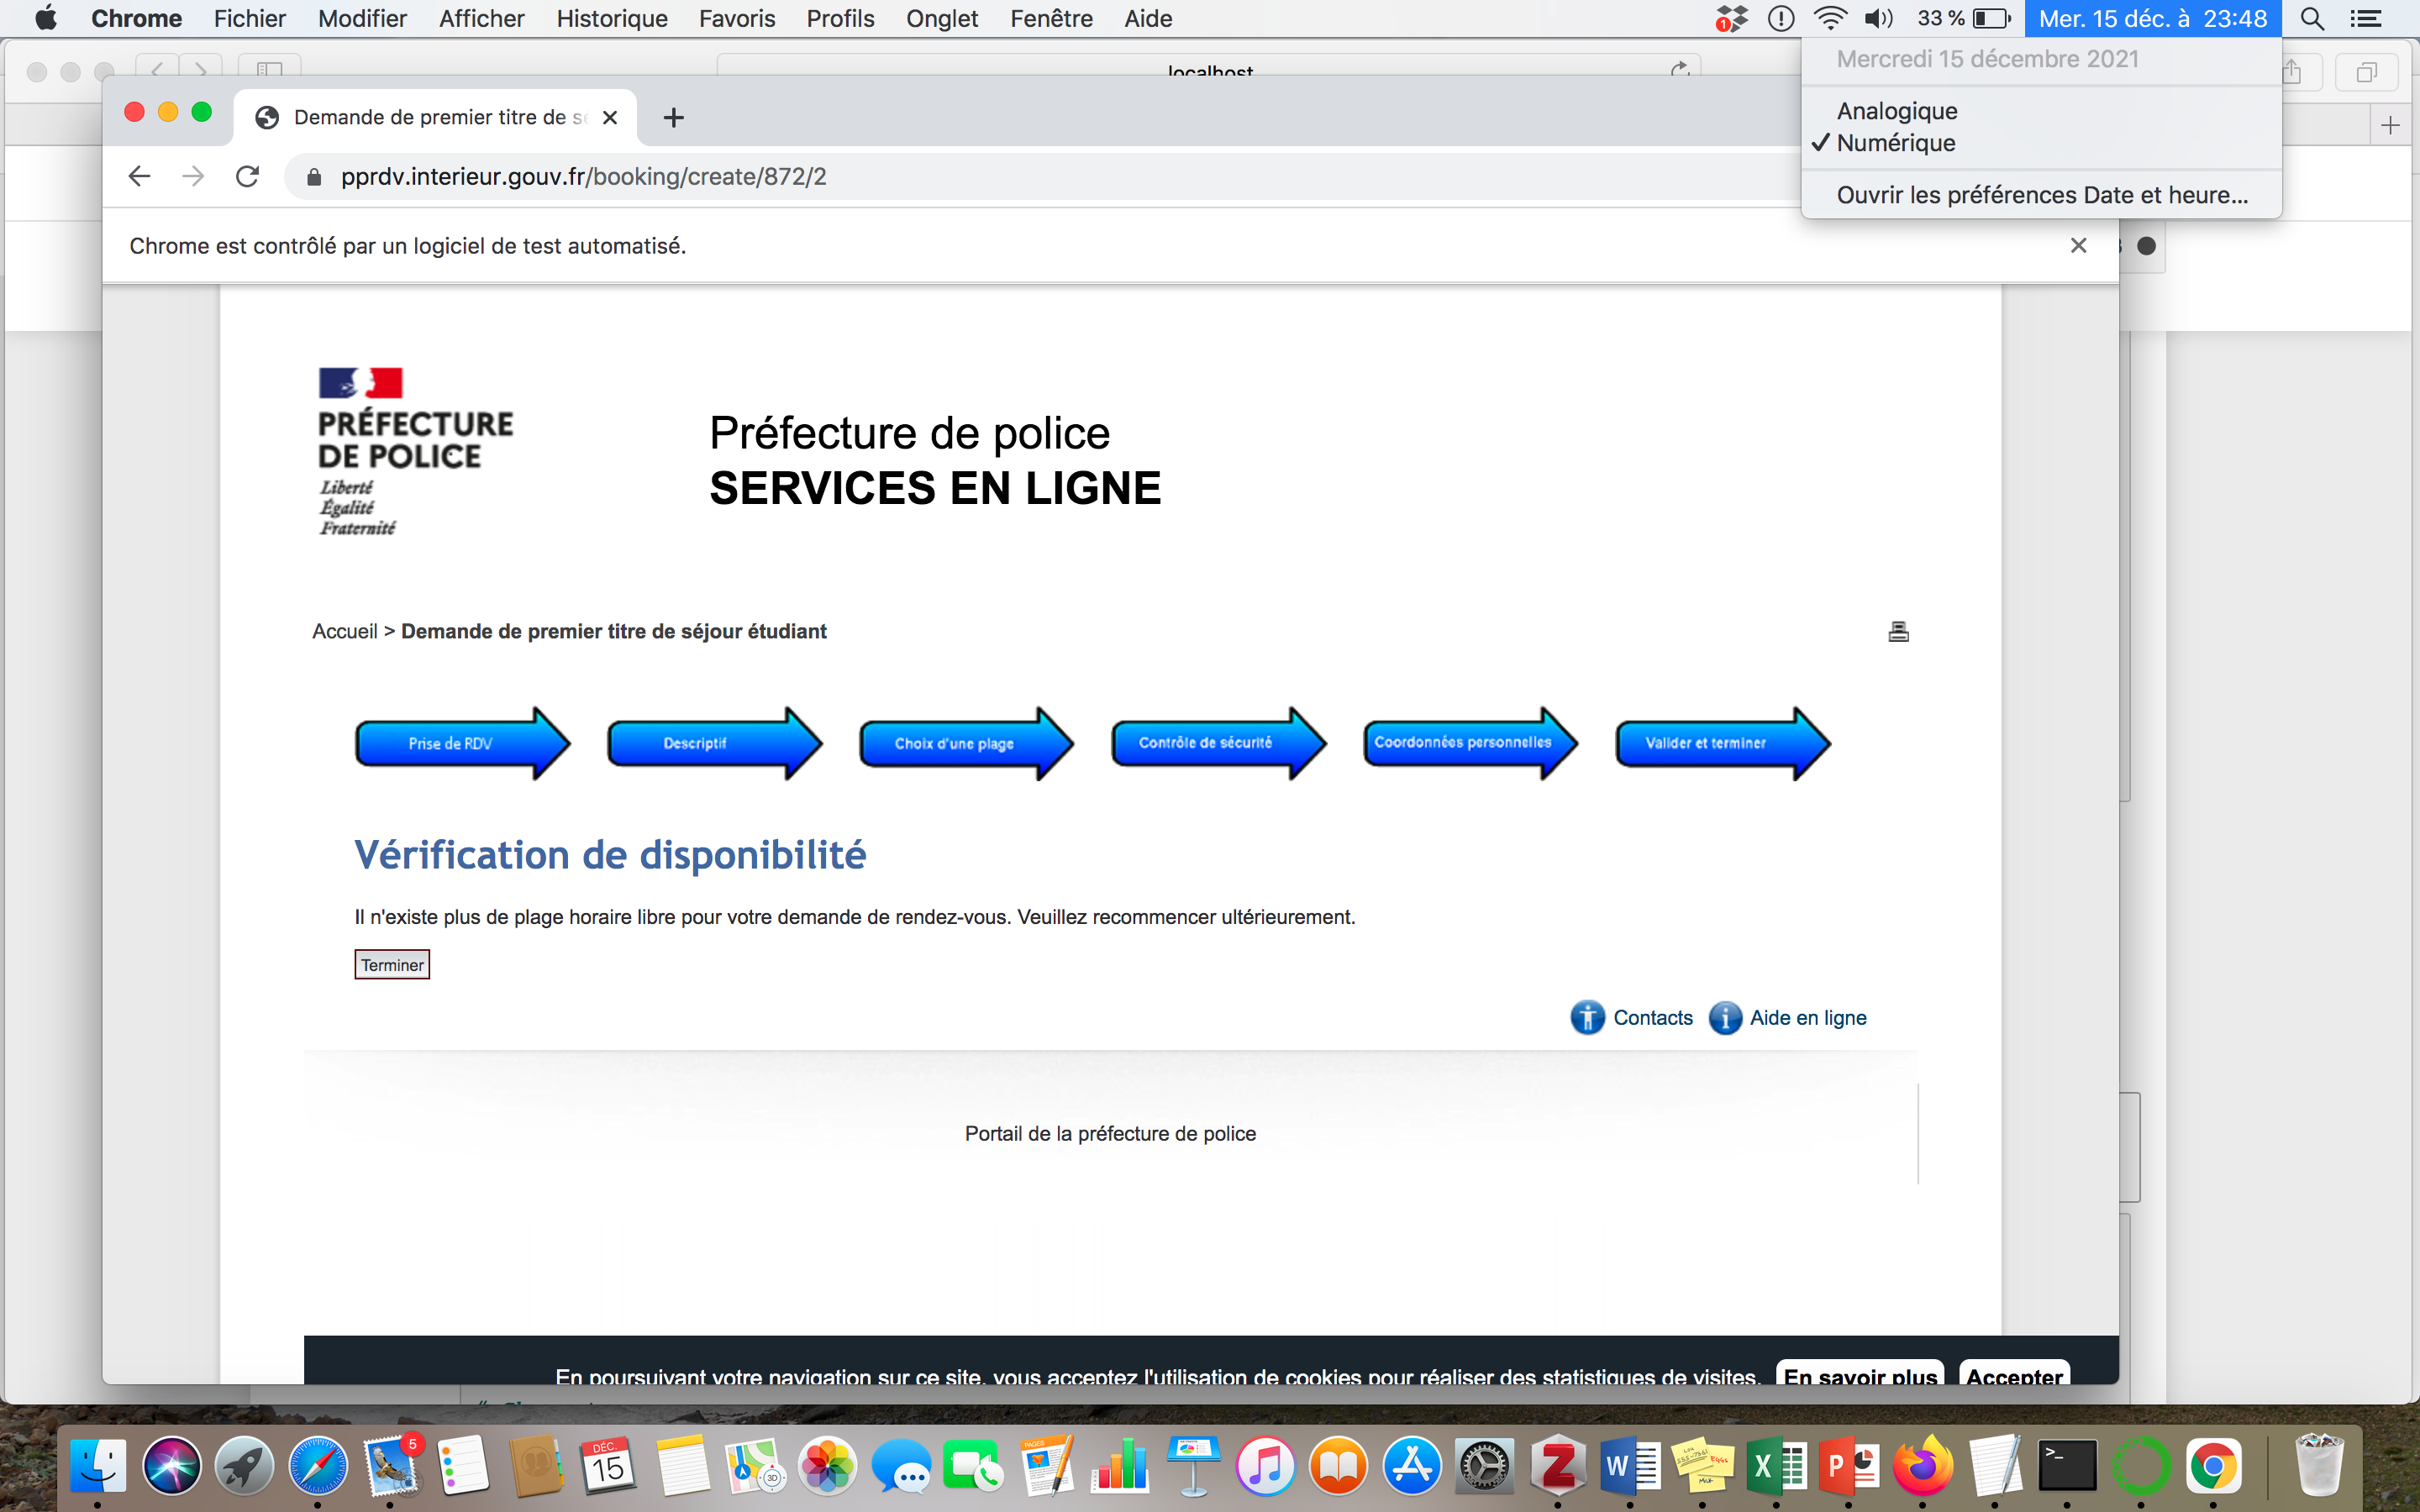 Chrome Fichier Modifier Afficher Historique Favoris Profils Onglet Fenêtre Aide 1 33 % Mer. 15 déc. à 23:48
localhost
Mercredi 15 décembre 2021
Analogique
✓ Numérique
Ouvrir les préférences Date et heure...
Demande de premier titre de s
pprdv.interieur.gouv.fr/booking/create/872/2
Chrome est contrôlé par un logiciel de test automatisé.
PRÉFECTURE
DE POLICE
Liberté
Égalité
Fraternité
Préfecture de police
SERVICES EN LIGNE
Accueil > Demande de premier titre de séjour étudiant
Prise de RDV
Descriptif
Choix d'une plage
Contrôle de sécurité
Coordonnées personnelles
Valider et terminer
Vérification de disponibilité
Il n'existe plus de plage horaire libre pour votre demande de rendez-vous. Veuillez recommencer ultérieurement.
Terminer
Contacts
Aide en ligne
Portail de la préfecture de police
En poursuivant votre navigation sur ce site, vous acceptez l'utilisation de cookies pour réaliser des statistiques de visites. En savoir plus Accepter
5
DÉC.
15
3D
PAGES
Z
W
X
P
>_